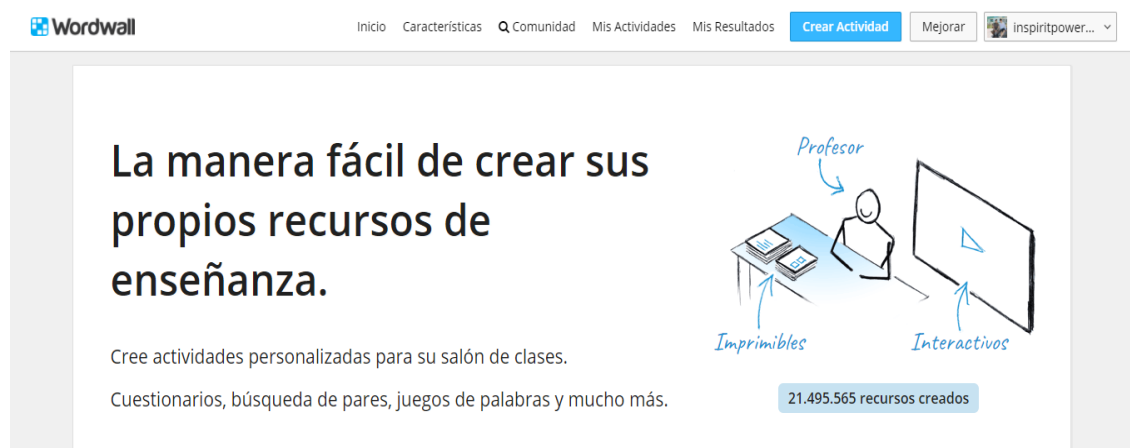 Wordwall
Inicio Características Comunidad Mis Actividades Mis Resultados Crear Actividad Mejorar inspiritpower...
La manera fácil de crear sus
propios recursos de
enseñanza.
Cree actividades personalizadas para su salón de clases.
Cuestionarios, búsqueda de pares, juegos de palabras y mucho más.
Profesor
Imprimibles
Interactivos
21.495.565 recursos creados